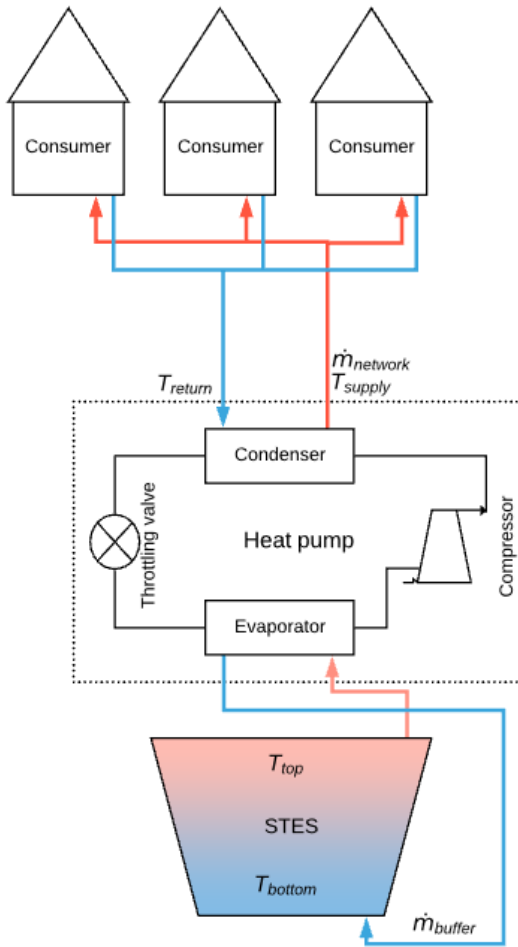 Consumer Consumer Consumer
ṁnetwork
Treturn Tsupply
Condenser
Throttling valve
Heat pump
Compressor
Evaporator
Ttop
STES
Tbottom
ṁbuffer